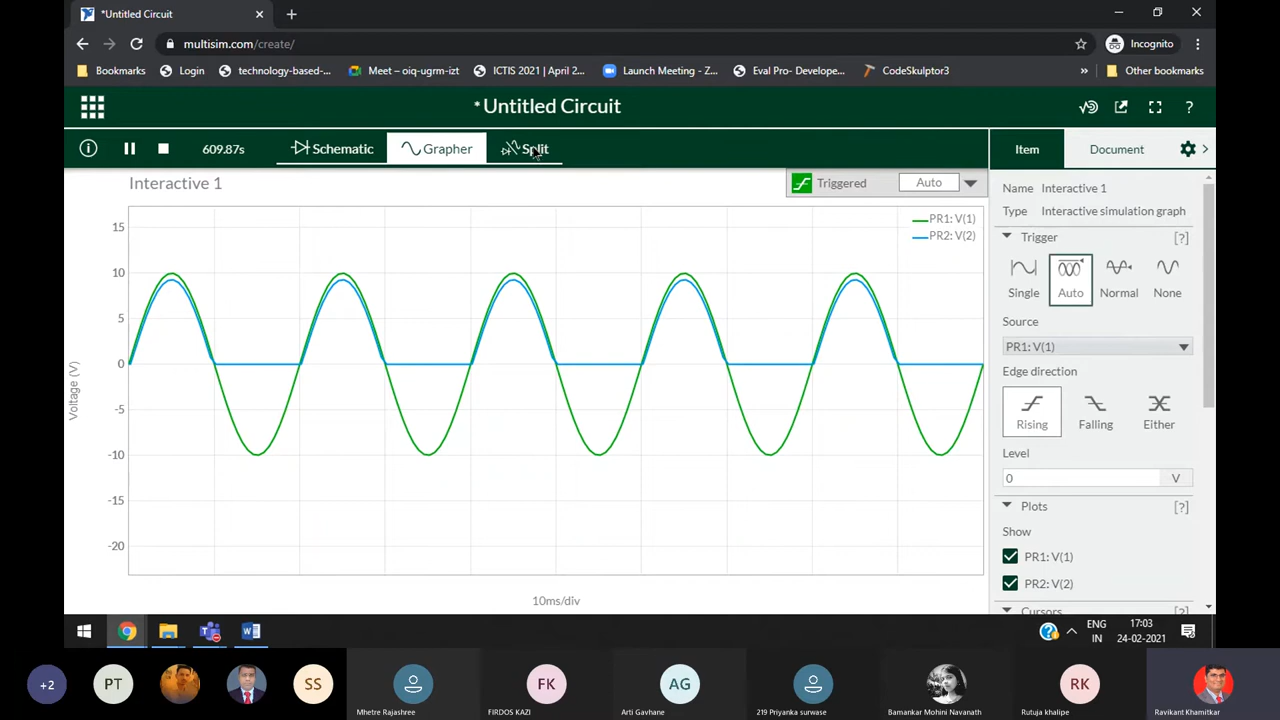 *Untitled Circuit
multisim.com/create/
Incognito
Bookmarks
Login
technology-based-...
Meet – oiq-ugrm-izt
ICTIS 2021 | April 2...
Launch Meeting - Z...
Eval Pro- Develope...
CodeSkulptor3
»
Other bookmarks
*Untitled Circuit
?
609.87s
Schematic
Grapher
Split
Item
Document
Interactive 1
Triggered
Auto
PR1: V(1)
PR2: V(2)
15
10
5
0
-5
-10
-15
-20
Voltage (V)
10ms/div
Name Interactive 1
Type Interactive simulation graph
Trigger [?]
Single
Auto
Normal
None
Source
PR1: V(1)
Edge direction
Rising
Falling
Either
Level
0 V
Plots [?]
Show
PR1: V(1)
PR2: V(2)
Cursors [?]
ENG
IN
17:03
24-02-2021
+2
PT
SS
Mhetre Rajashree
FK
FIRDOS KAZI
AG
Arti Gavhane
219 Priyanka surwase
Bamankar Mohini Navanath
RK
Rutuja khalipe
Ravikant Khamitkar